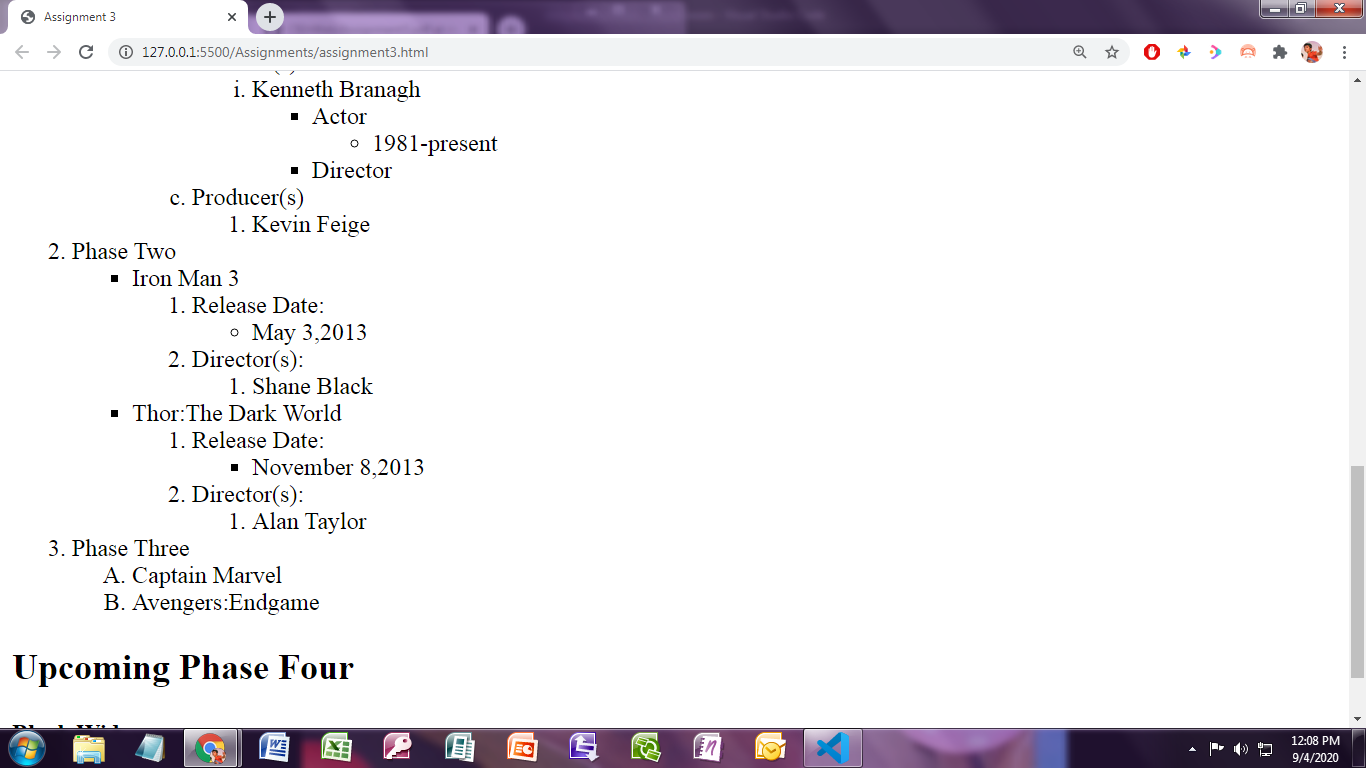 Assignment 3
127.0.0.1:5500/Assignments/assignment3.html
i. Kenneth Branagh
Actor
1981-present
Director
c. Producer(s)
1. Kevin Feige
2. Phase Two
Iron Man 3
1. Release Date:
May 3,2013
2. Director(s):
1. Shane Black
Thor:The Dark World
1. Release Date:
November 8,2013
2. Director(s):
1. Alan Taylor
3. Phase Three
A. Captain Marvel
B. Avengers:Endgame
Upcoming Phase Four
12:08 PM
9/4/2020